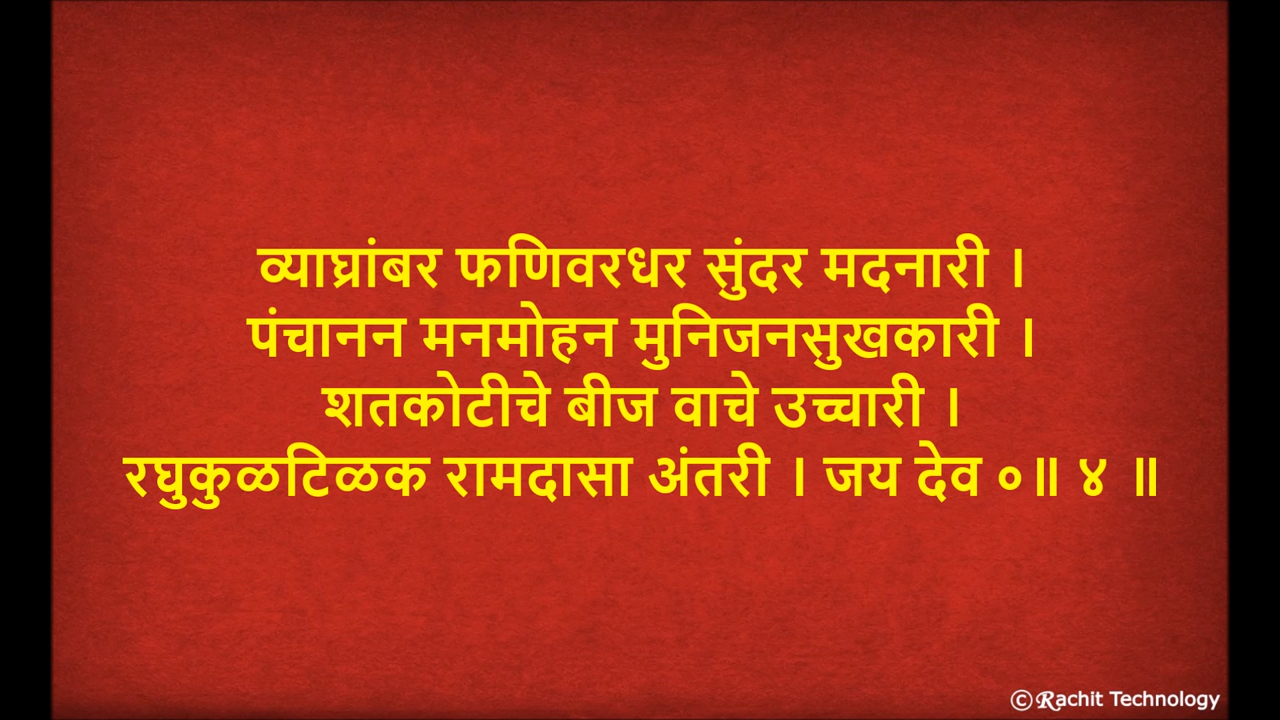 व्याघ्रांबर फणिवरधर सुंदर मदनारी ।
पंचानन मनमोहन मुनिजनसुखकारी ।
शतकोटीचे बीज वाचे उच्चारी ।
रघुकुळटिळक रामदासा अंतरी । जय देव ०॥ ४ ॥
© Rachit Technology